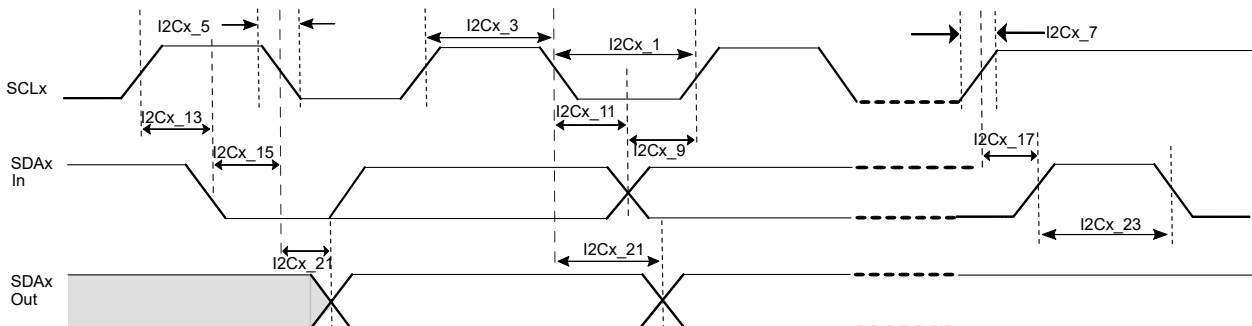 I2Cx_5
I2Cx_3
I2Cx_1
I2Cx_7
SCLx
I2Cx_13
I2Cx_11
I2Cx_9
I2Cx_15
I2Cx_17
SDAx
In
I2Cx_23
I2Cx_21
I2Cx_21
SDAx
Out